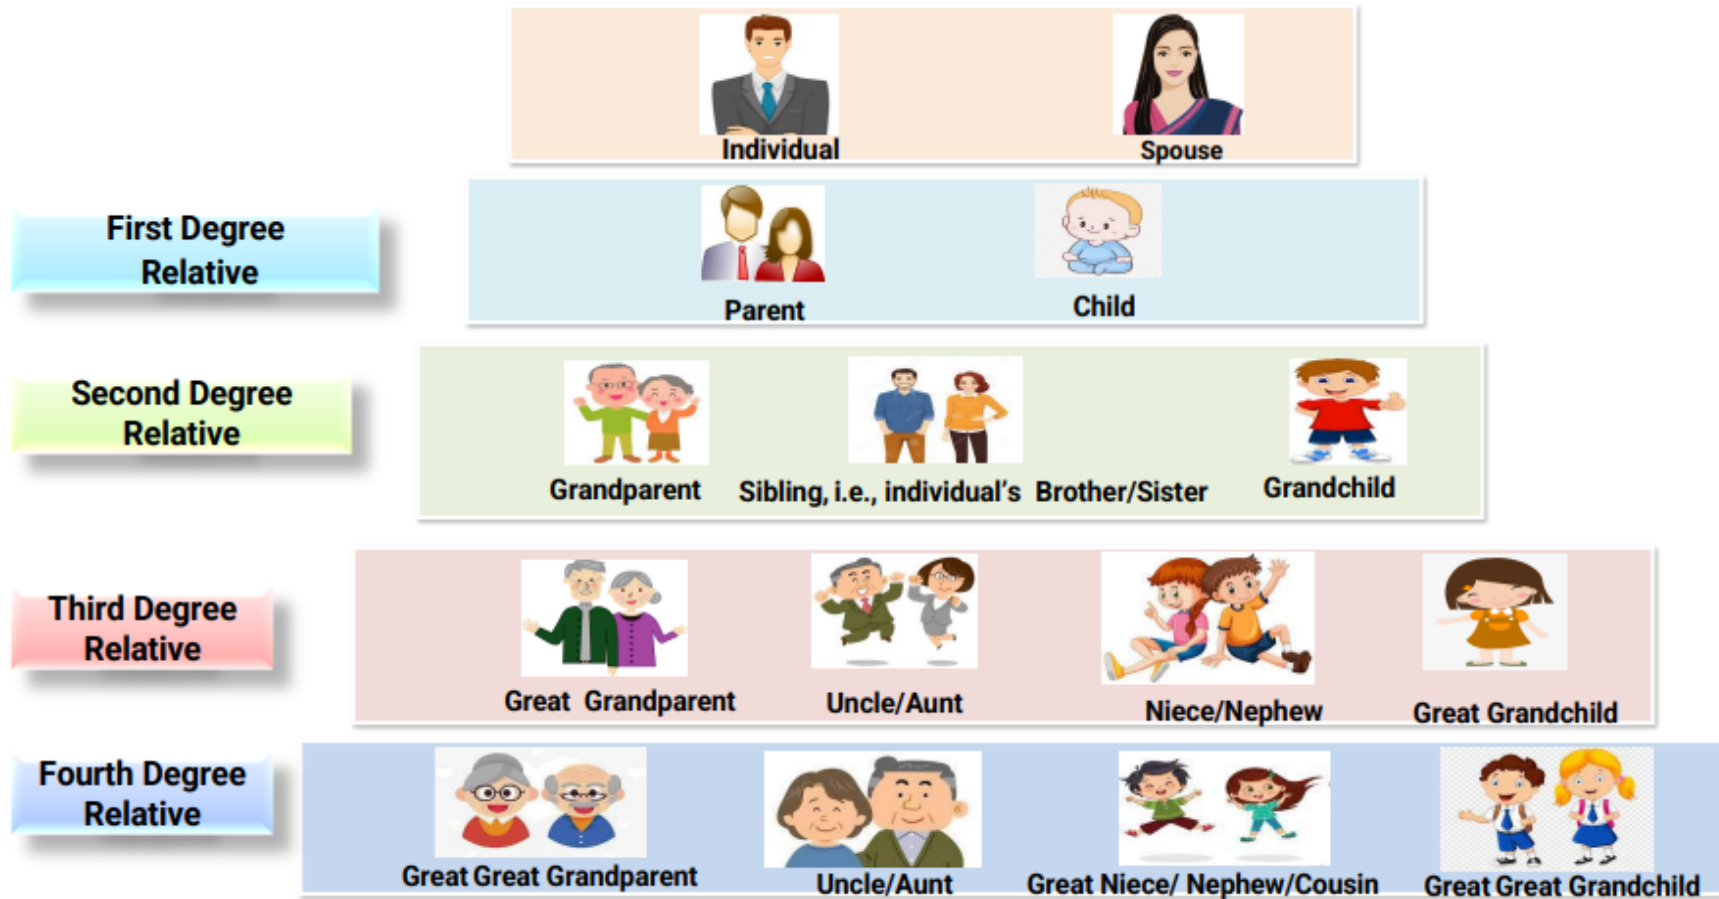 Individual
Spouse
First Degree
Relative
Parent
Child
Second Degree
Relative
Grandparent
Sibling, i.e., individual's Brother/Sister
Grandchild
Third Degree
Relative
Great Grandparent
Uncle/Aunt
Niece/Nephew
Great Grandchild
Fourth Degree
Relative
Great Great Grandparent
Uncle/Aunt
Great Niece/ Nephew/Cousin
Great Great Grandchild